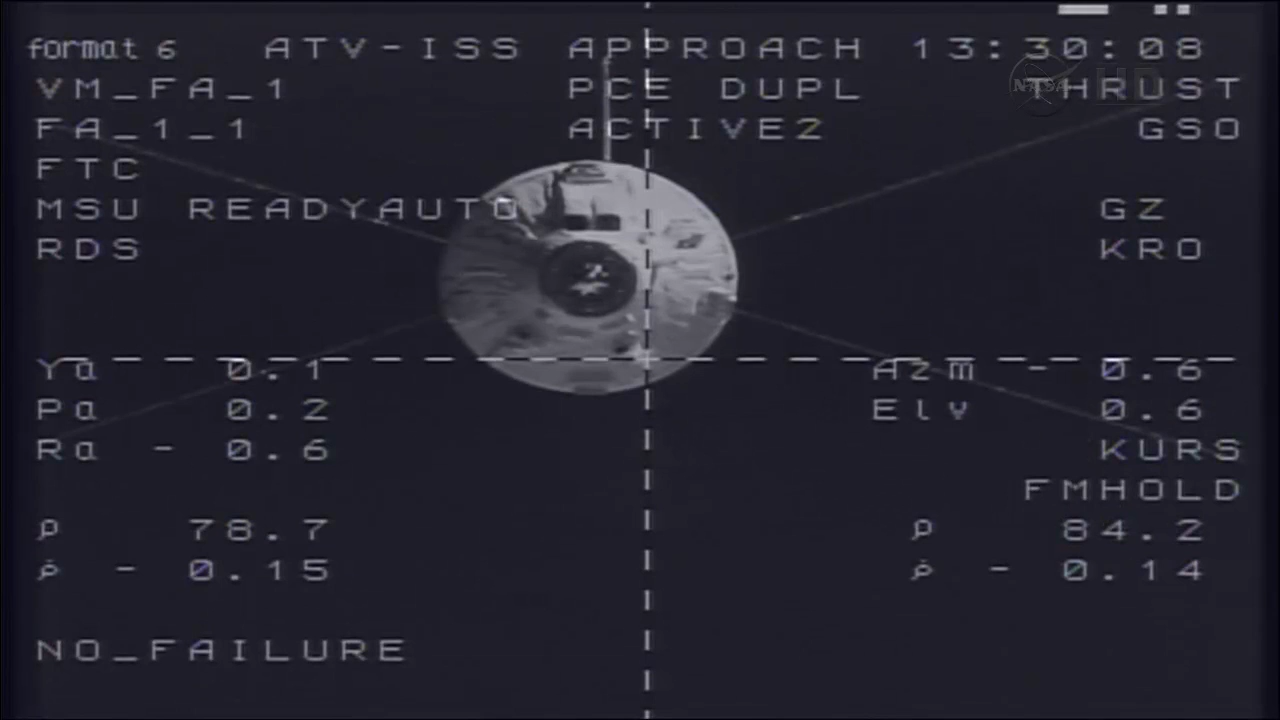 format 6 ATV-ISS APPROACH 13:30:08
VM_FA_1 PCE DUPL THRUST
NASA HD
FA_1_1 ACTIVE2 GSO
FTC
MSU READYAUTO GZ
RDS KRO
Ya 0.1 Azm - 0.6
Pa 0.2 Elv 0.6
Ra - 0.6 KURS
FMHOLD
ρ 78.7 ρ 84.2
ρ̇ - 0.15 ρ̇ - 0.14
NO_FAILURE